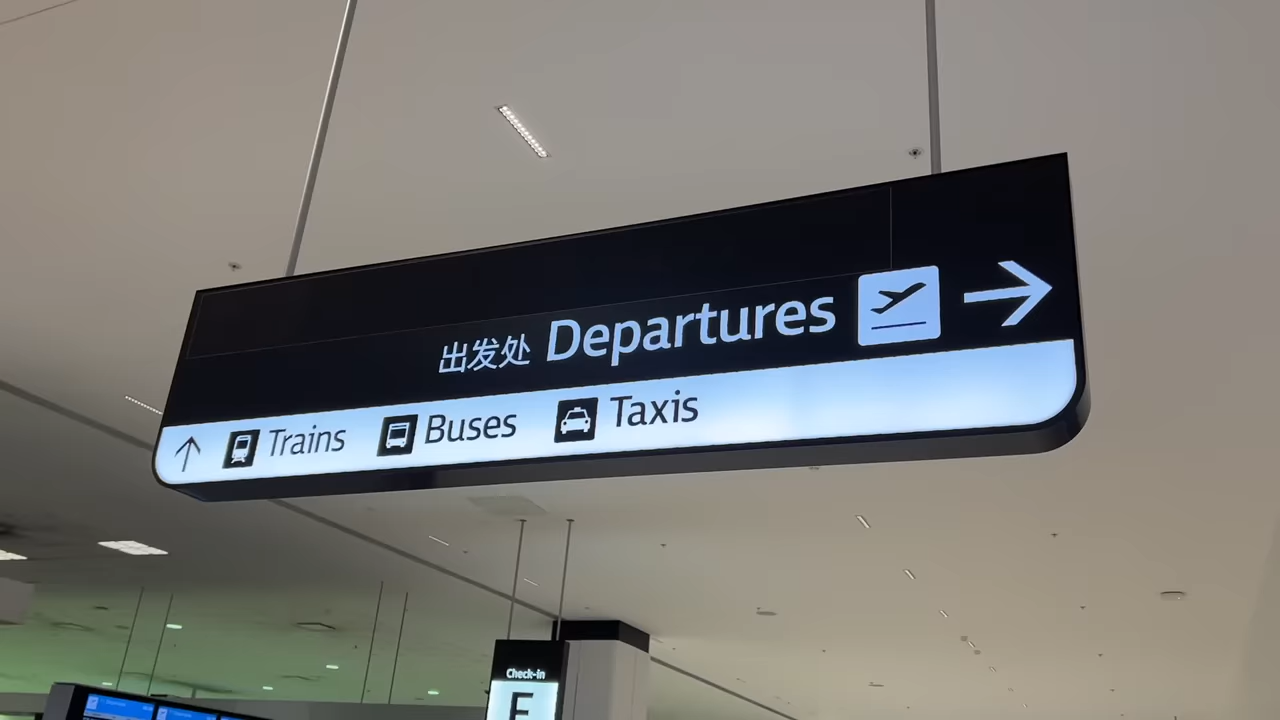 出发处 Departures
Trains Buses Taxis
Check-in
E